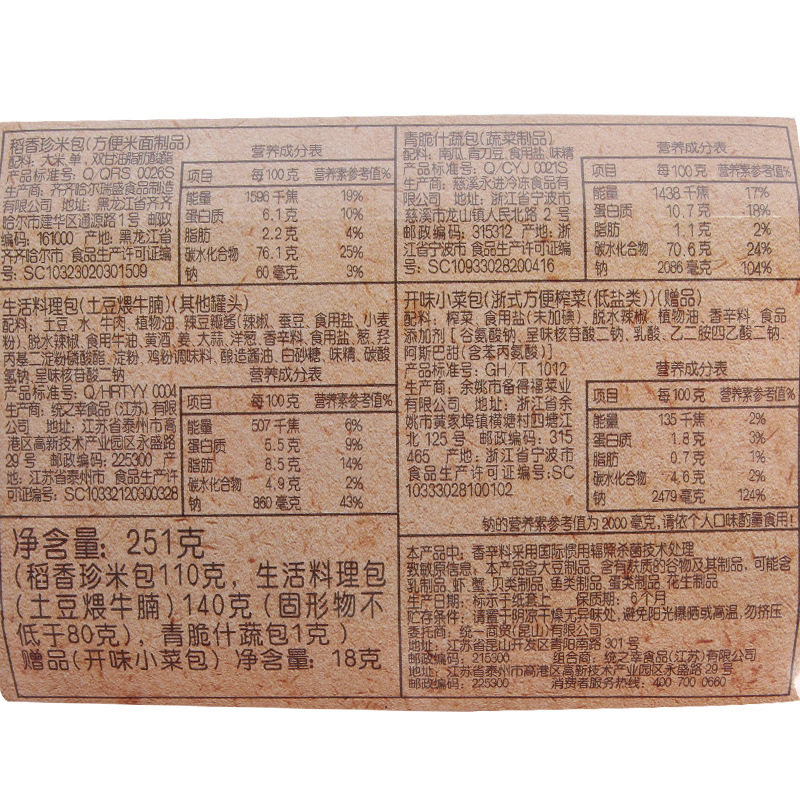 稻香珍米包(方便米面制品)
配料: 大米, 单, 双甘油脂肪酸酯
产品标准号: Q/QRS 0026S
生产商: 齐齐哈尔瑞盛食品制造
有限公司 地址: 黑龙江省齐齐
哈尔市建华区通源路1号 邮政
编码: 161000 产地: 黑龙江省
齐齐哈尔市 食品生产许可证编
号: SC10323020301509
营养成分表
项目 每100克 营养素参考值%
能量 1596 千焦 19%
蛋白质 6.1克 10%
脂肪 2.2克 4%
碳水化合物 76.1克 25%
钠 60 毫克 3%
青脆什蔬包(蔬菜制品)
配料: 南瓜, 青刀豆, 食用盐, 味精
产品标准号: Q/CYJ 0021S
生产商: 慈溪永进冷冻食品有
限公司 地址: 浙江省宁波市
慈溪市龙山镇人民北路 2 号
邮政编码: 315312 产地: 浙
江省宁波市 食品生产许可证编
号: SC10933028200416
营养成分表
项目 每100克 营养素参考值%
能量 1438 千焦 17%
蛋白质 10.7克 18%
脂肪 1.1克 2%
碳水化合物 70.6克 24%
钠 2086 毫克 104%
生活料理包(土豆煨牛腩)(其他罐头)
配料: 土豆, 水, 牛肉, 植物油, 辣豆瓣酱(辣椒, 蚕豆, 食用盐, 小麦
粉), 脱水辣椒, 食用牛油, 黄酒, 姜, 大蒜, 洋葱, 香辛料, 食用盐, 葱, 羟
丙基二淀粉磷酸酯, 淀粉, 鸡粉调味料, 酿造酱油, 白砂糖, 味精, 碳酸
氢钠, 呈味核苷酸二钠
产品标准号: Q/HRTYY 0004
生产商: 统之幸食品(江苏)有限
公司 地址: 江苏省泰州市高
港区高新技术产业园区永盛路
29 号 邮政编码: 225300 产
地: 江苏省泰州市 食品生产许
可证编号: SC10332120300328
营养成分表
项目 每100克 营养素参考值%
能量 507 千焦 6%
蛋白质 5.5克 9%
脂肪 8.5克 14%
碳水化合物 4.9克 2%
钠 860 毫克 43%
开味小菜包(浙式方便榨菜(低盐类))(赠品)
配料: 榨菜, 食用盐(未加碘), 脱水辣椒, 植物油, 香辛料, 食品
添加剂[谷氨酸钠, 呈味核苷酸二钠, 乳酸, 乙二胺四乙酸二钠,
阿斯巴甜(含苯丙氨酸)]
产品标准号: GH/T 1012
生产商: 余姚市备得福菜业
有限公司 地址: 浙江省余
姚市黄家埠镇横塘村四塘江
北 125 号 邮政编码: 315
465 产地: 浙江省宁波市
食品生产许可证编号:SC
10333028100102
营养成分表
项目 每100克 营养素参考值%
能量 135 千焦 2%
蛋白质 1.8克 3%
脂肪 0.7克 1%
碳水化合物 4.6克 2%
钠 2479 毫克 124%
钠的营养素参考值为 2000 毫克,请依个人口味酌量食用!
净含量: 251克
(稻香珍米包110克, 生活料理包
(土豆煨牛腩)140克(固形物不
低于80克), 青脆什蔬包1克)
赠品(开味小菜包) 净含量: 18克
本产品中, 香辛料采用国际惯用辐照杀菌技术处理
致敏原信息: 本品含大豆制品, 含有麸质的谷物及其制品, 可能含
乳制品, 虾, 蟹, 贝类制品, 鱼类制品, 蛋类制品, 花生制品
生产日期: 标示于纸套上 保质期: 6个月
贮存条件: 请置于阴凉干燥无异味处, 避免阳光曝晒或高温, 勿挤压
委托商: 统一商贸(昆山)有限公司
地址: 江苏省昆山开发区青阳南路 301号
邮政编码: 215300 组合商: 统之幸食品(江苏)有限公司
地址: 江苏省泰州市高港区高新技术产业园区永盛路 29号
邮政编码: 225300 消费者服务热线: 400 700 0660